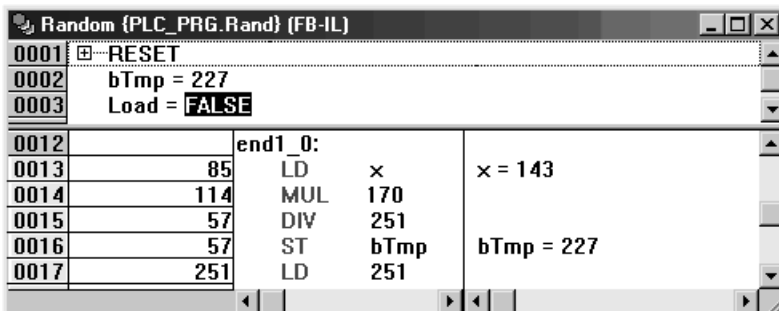 Random {PLC_PRG.Rand} (FB-IL)
0001 RESET
0002 bTmp = 227
0003 Load = FALSE
0012 end1_0:
0013 85 LD x x = 143
0014 114 MUL 170
0015 57 DIV 251
0016 57 ST bTmp bTmp = 227
0017 251 LD 251